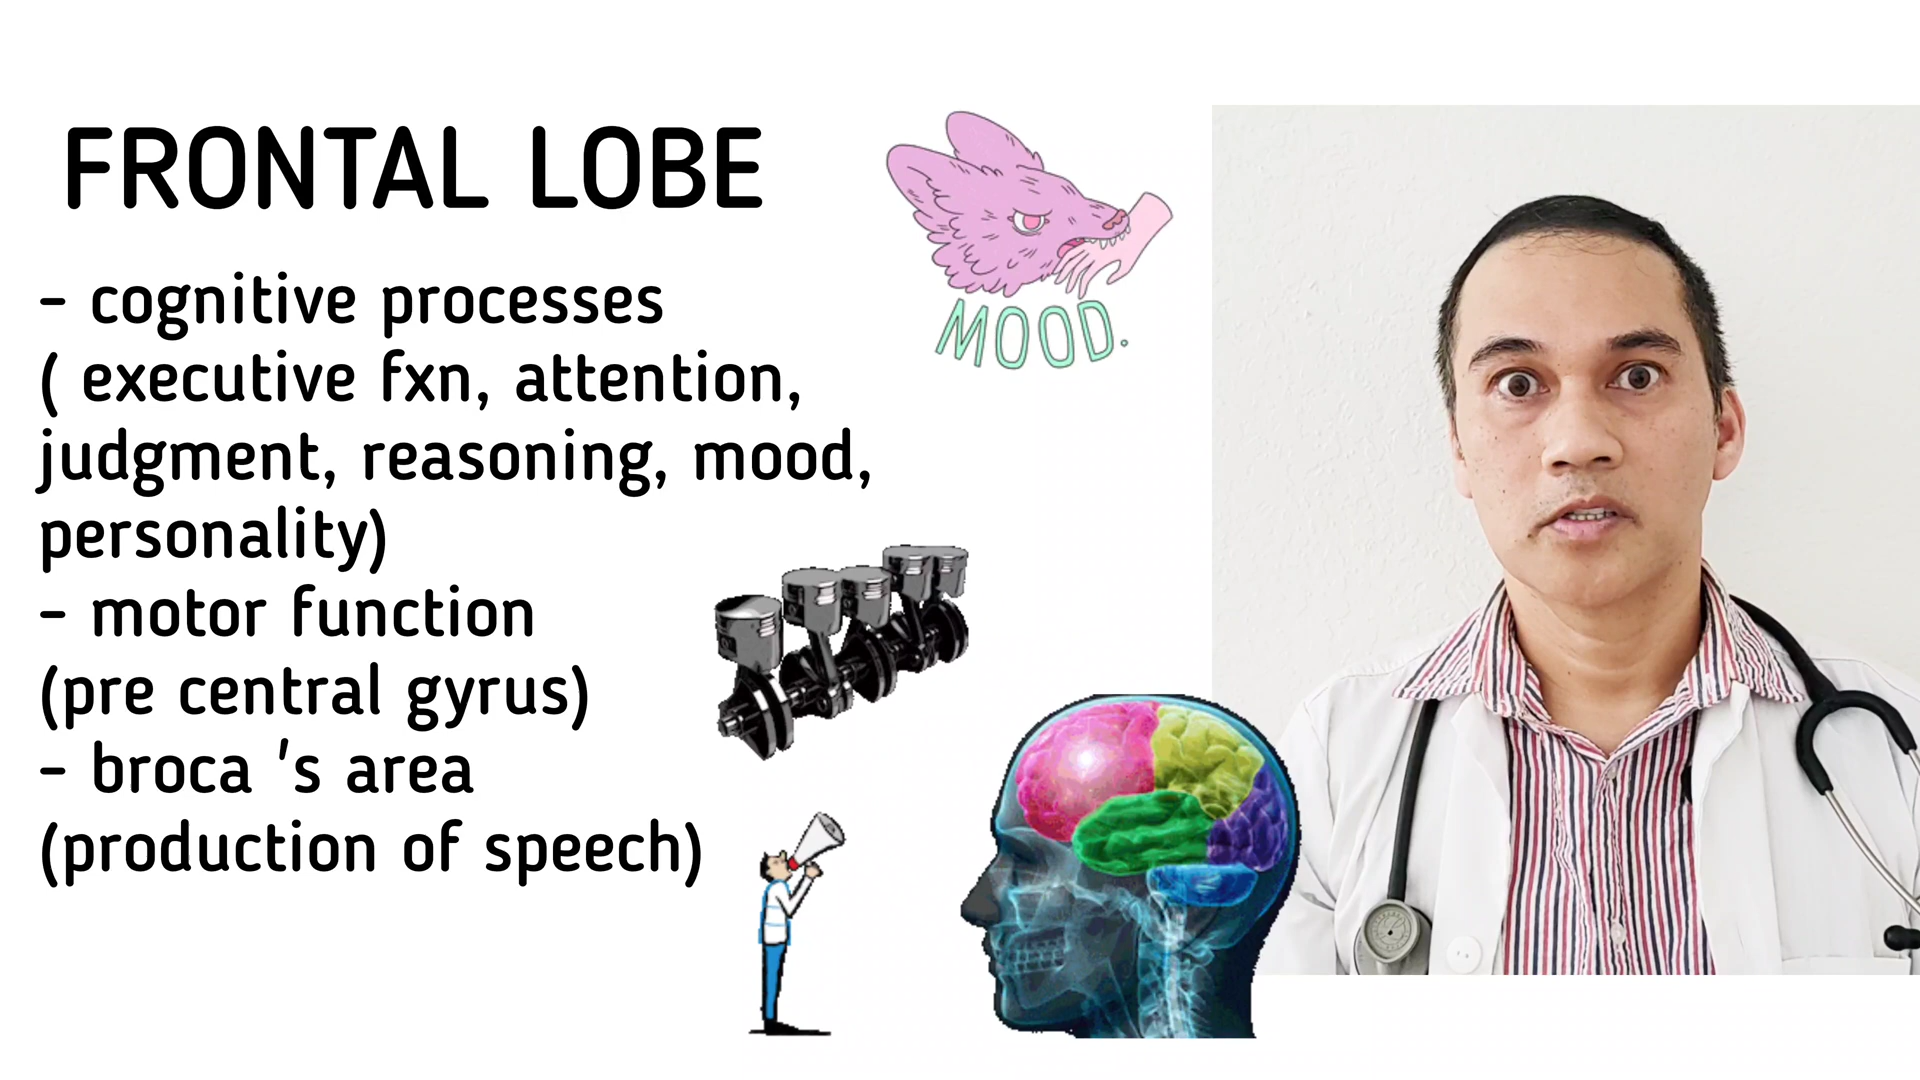 FRONTAL LOBE
- cognitive processes
( executive fxn, attention,
judgment, reasoning, mood,
personality)
- motor function
(pre central gyrus)
- broca 's area
(production of speech)
MOOD.